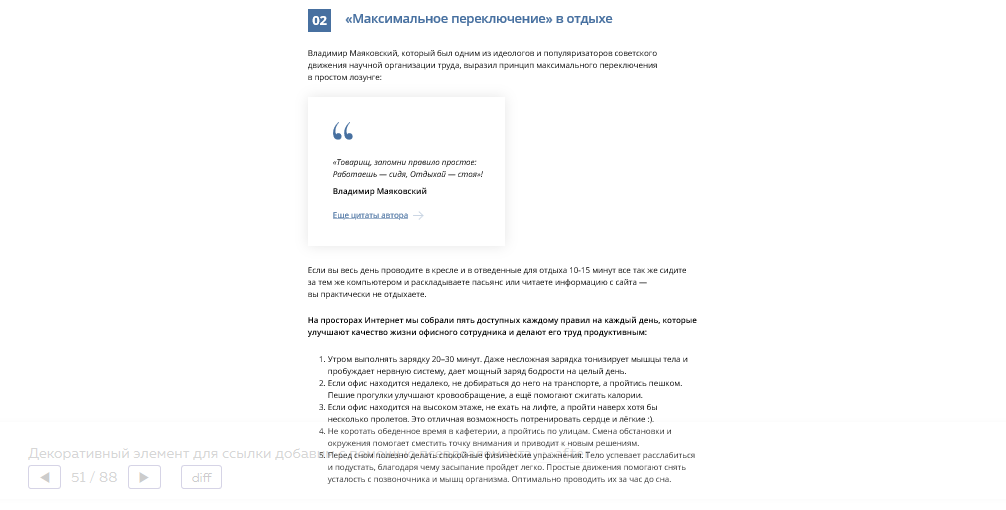 02 «Максимальное переключение» в отдыхе
Владимир Маяковский, который был одним из идеологов и популяризаторов советского
движения научной организации труда, выразил принцип максимального переключения
в простом лозунге:
«Товарищ, запомни правило простое:
Работаешь — сидя, Отдыхай — стоя»!
Владимир Маяковский
Еще цитаты автора
Если вы весь день проводите в кресле и в отведенные для отдыха 10-15 минут все так же сидите
за тем же компьютером и раскладываете пасьянс или читаете информацию с сайта —
вы практически не отдыхаете.
На просторах Интернет мы собрали пять доступных каждому правил на каждый день, которые
улучшают качество жизни офисного сотрудника и делают его труд продуктивным:
1. Утром выполнять зарядку 20–30 минут. Даже несложная зарядка тонизирует мышцы тела и
пробуждает нервную систему, дает мощный заряд бодрости на целый день.
2. Если офис находится недалеко, не добираться до него на транспорте, а пройтись пешком.
Пешие прогулки улучшают кровообращение, а ещё помогают сжигать калории.
3. Если офис находится на высоком этаже, не ехать на лифте, а пройти наверх хотя бы
несколько пролетов. Это отличная возможность потренировать сердце и лёгкие :).
4. Не коротать обеденное время в кафетерии, а пройтись по улицам. Смена обстановки и
окружения помогает сместить точку внимания и приводит к новым решениям.
5. Перед сном полезно делать спокойные физические упражнения. Тело успевает расслабиться
и подустать, благодаря чему засыпание пройдет легко. Простые движения помогают снять
усталость с позвоночника и мышц организма. Оптимально проводить их за час до сна.
Декоративный элемент для ссылки
51 / 88
diff